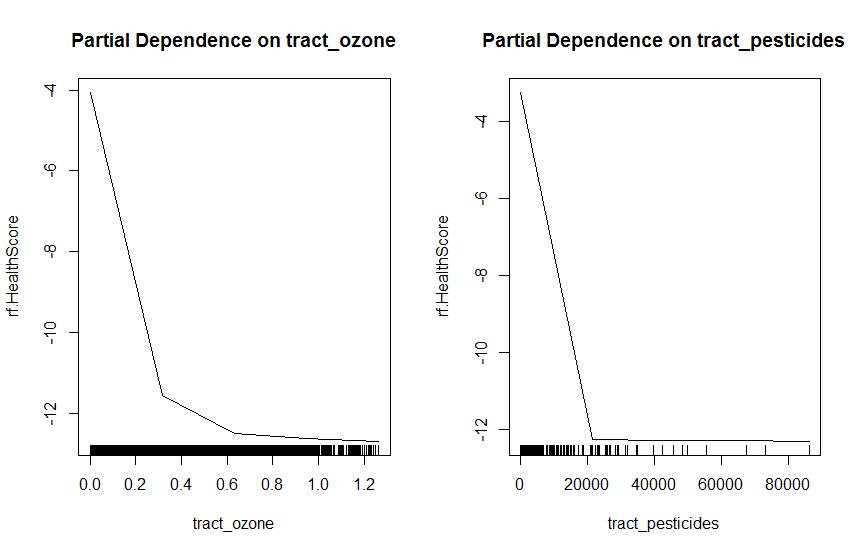 Partial Dependence on tract_ozone
rf.HealthScore
-4
-6
-8
-10
-12
0.0 0.2 0.4 0.6 0.8 1.0 1.2
tract_ozone
Partial Dependence on tract_pesticides
rf.HealthScore
-4
-6
-8
-10
-12
0 20000 40000 60000 80000
tract_pesticides